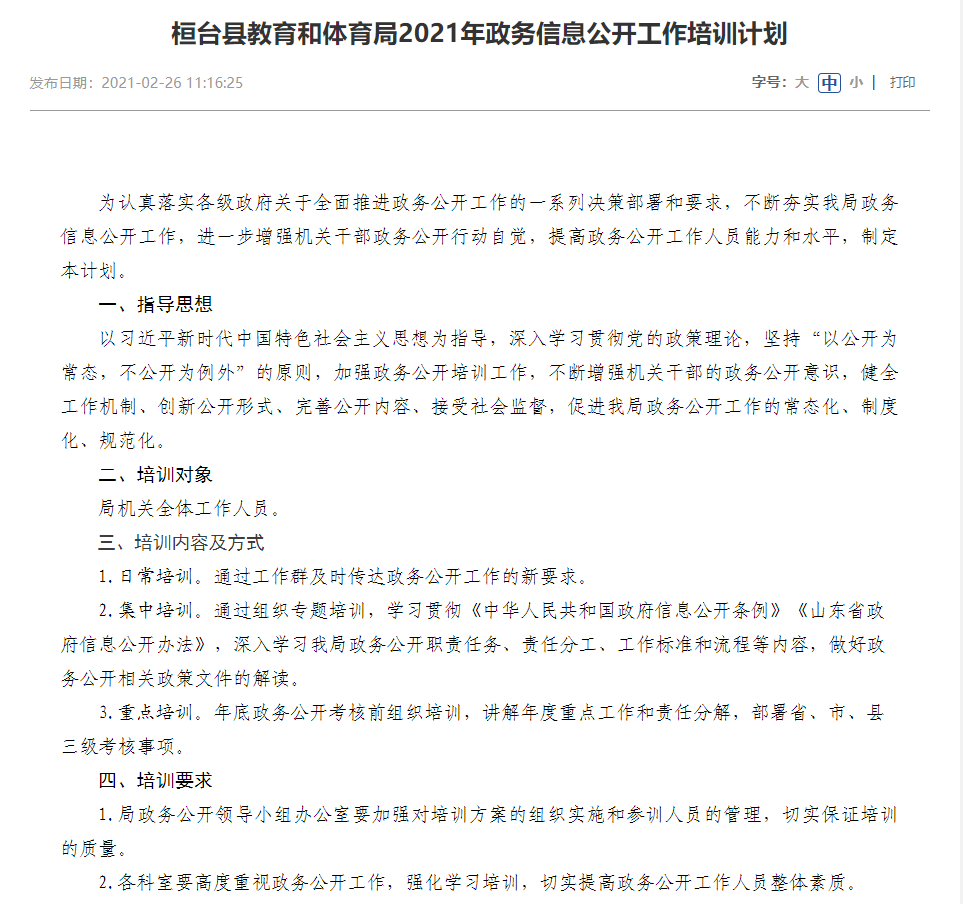 桓台县教育和体育局2021年政务信息公开工作培训计划
发布日期：2021-02-26 11:16:25
字号：大 中 小 | 打印
为认真落实各级政府关于全面推进政务公开工作的一系列决策部署和要求，不断夯实我局政务
信息公开工作，进一步增强机关干部政务公开行动自觉，提高政务公开工作人员能力和水平，制定
本计划。
一、指导思想
以习近平新时代中国特色社会主义思想为指导，深入学习贯彻党的政策理论，坚持“以公开为
常态，不公开为例外”的原则，加强政务公开培训工作，不断增强机关干部的政务公开意识，健全
工作机制、创新公开形式、完善公开内容、接受社会监督，促进我局政务公开工作的常态化、制度
化、规范化。
二、培训对象
局机关全体工作人员。
三、培训内容及方式
1.日常培训。通过工作群及时传达政务公开工作的新要求。
2.集中培训。通过组织专题培训，学习贯彻《中华人民共和国政府信息公开条例》《山东省政
府信息公开办法》，深入学习我局政务公开职责任务、责任分工、工作标准和流程等内容，做好政
务公开相关政策文件的解读。
3.重点培训。年底政务公开考核前组织培训，讲解年度重点工作和责任分解，部署省、市、县
三级考核事项。
四、培训要求
1.局政务公开领导小组办公室要加强对培训方案的组织实施和参训人员的管理，切实保证培训
的质量。
2.各科室要高度重视政务公开工作，强化学习培训，切实提高政务公开工作人员整体素质。